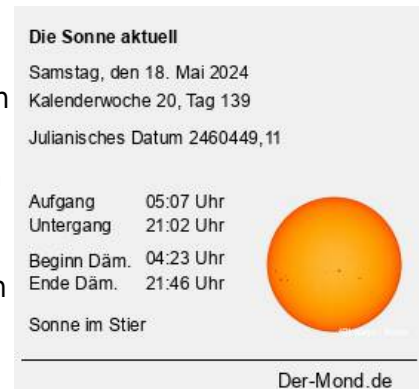 Die Sonne aktuell
Samstag, den 18. Mai 2024
Kalenderwoche 20, Tag 139
Julianisches Datum 2460449,11
Aufgang 05:07 Uhr
Untergang 21:02 Uhr
Beginn Däm. 04:23 Uhr
Ende Däm. 21:46 Uhr
Sonne im Stier
Der-Mond.de
n
n